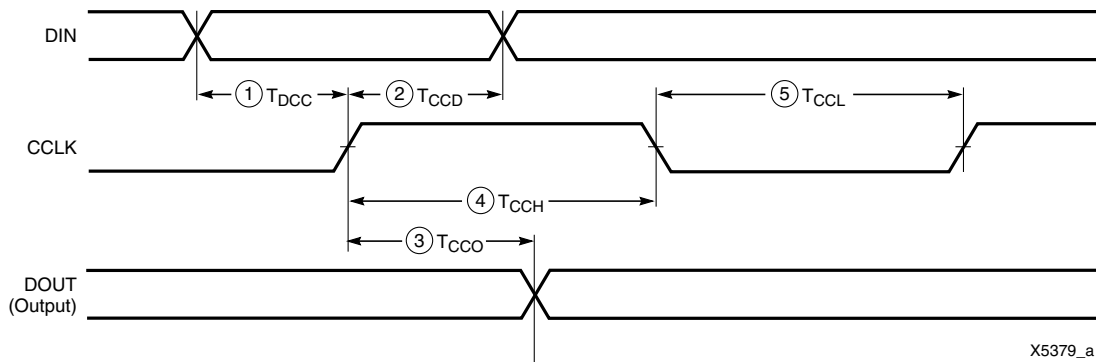 DIN
① TDCC
② TCCD
⑤ TCCL
CCLK
④ TCCH
③ TCCO
DOUT
(Output)
X5379_a